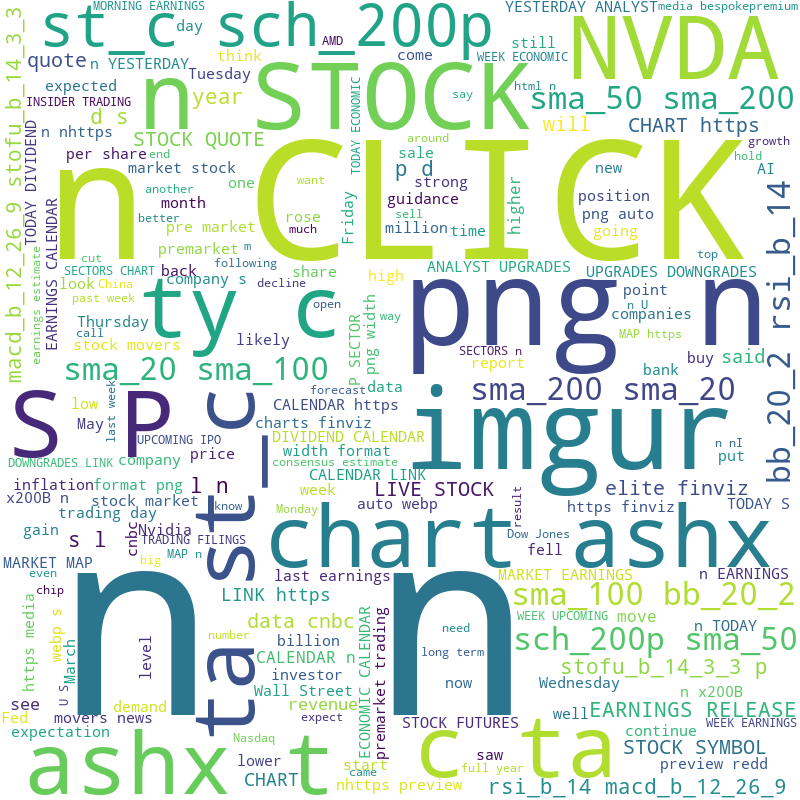 MORNING EARNINGS
YESTERDAY ANALYST
media bespokepremium
st_c sch_200p
day
AMD
come
still
WEEK ECONOMIC
NVDA
quote
n YESTERDAY
Tuesday
think
html n
expected
INSIDER TRADING
year
n STOCK
say
sma_50 sma_200
d s
n nhttps
STOCK QUOTE
TODAY ECONOMIC
around
will
CHART https
growth
per share
end
market stock
sale
p d
new
AI
hold
another
one
want
strong
guidance
position
month
better
rose
much
sell
million
time
higher
png auto
going
pre market
Friday
premarket
m
n CLICK
cut
SECTORS CHART
back
following
share
ANALYST UPGRADES
UPGRADES DOWNGRADES
top
look
China
company s
decline
high
point
past week
call
open
companies
n U
ty c
png n
Thursday
likely
way
MAP https
stock movers
P SECTOR
png width
SECTORS n
report
bank
buy
said
sma_20 sma_100
forecast
data
sma_200 sma_20
put
low
May
last week
charts finviz
CALENDAR https
S P
imgur
UPCOMING IPO
DIVIDEND CALENDAR
n nI
DOWNGRADES LINK
company
price
width format
consensus estimate
CALENDAR LINK
inflation
format png
l n
week
LIVE STOCK
elite finviz
x200B n
stock market
know
auto webp
https finviz
TODAY S
trading day
Monday
result
gain
cnbc
Nvidia
chart ashx
Dow Jones
s l
TRADING FILINGS
fell
MARKET MAP
MAP n
big
even
last earnings
MARKET EARNINGS
n EARNINGS
chip
LINK https
sma_100 bb_20_2
n n
data cnbc
WEEK UPCOMING
move
n TODAY
number
need
https media
webp s
March
level
billion
CALENDAR n
ECONOMIC CALENDAR
premarket trading
long term
sch_200p sma_50
investor
stofu_b_14_3_3 p
see
U S
Wall Street
now
Wednesday
n x200B
Fed
demand
revenue
movers news
expect
STOCK FUTURES
well
EARNINGS RELEASE
WEEK EARNINGS
expectation
Nasdaq
continue
lower
saw
STOCK SYMBOL
ashx t
ta st_c
c ta
start
came
full year
preview redd
CHART
nhttps preview
rsi_b_14 macd_b_12_26_9
macd_b_12_26_9 stofu_b_14_3_3
TODAY DIVIDEND
EARNINGS CALENDAR
earnings estimate
bb_20_2 rsi_b_14